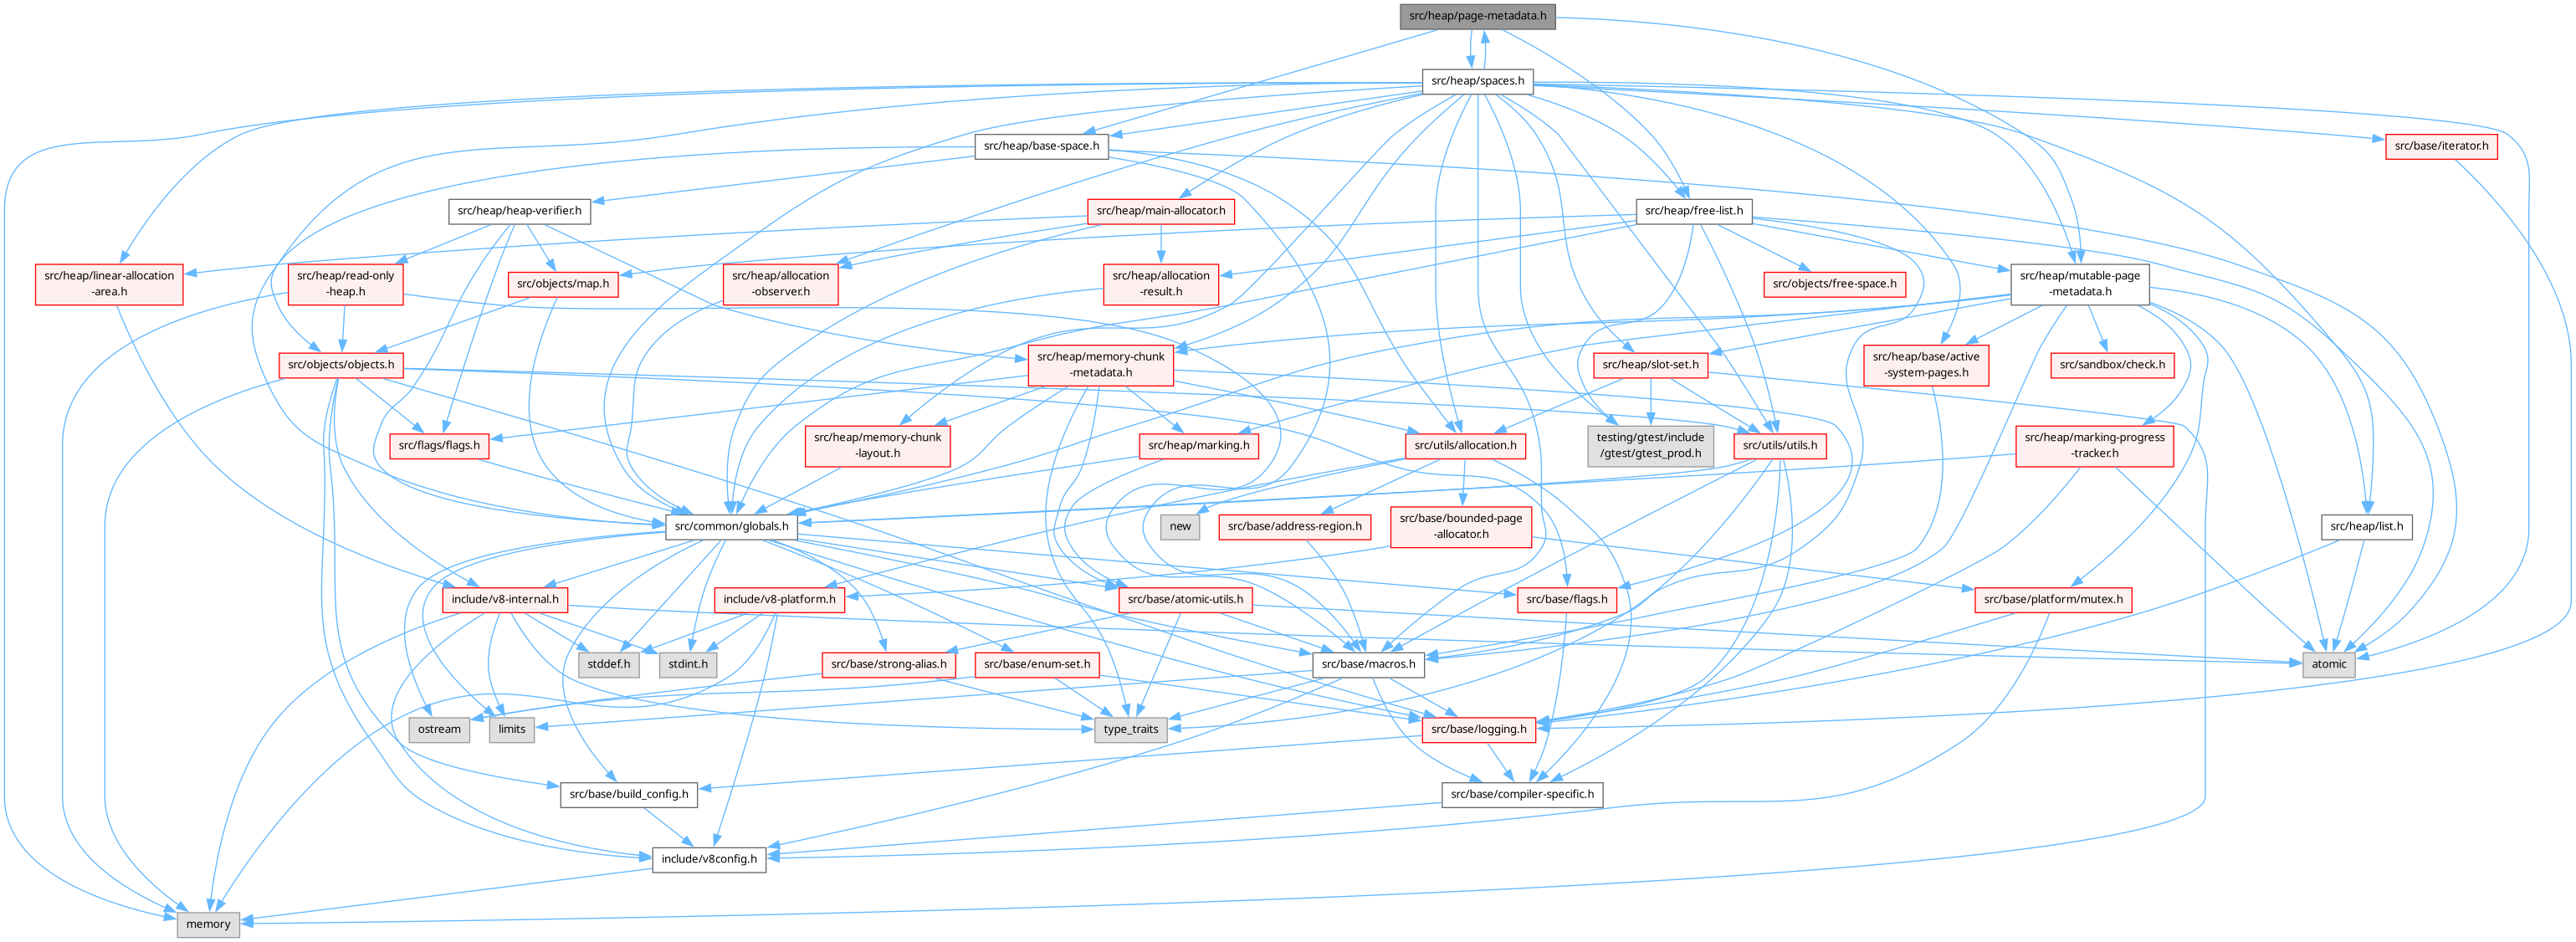 src/heap/page-metadata.h
src/heap/spaces.h
src/heap/base-space.h
src/base/iterator.h
src/heap/heap-verifier.h
src/heap/main-allocator.h
src/heap/free-list.h
src/heap/linear-allocation
-area.h
src/heap/read-only
-heap.h
src/objects/map.h
src/heap/allocation
-observer.h
src/heap/allocation
-result.h
src/objects/free-space.h
src/heap/mutable-page
-metadata.h
src/objects/objects.h
src/heap/memory-chunk
-metadata.h
src/heap/slot-set.h
src/heap/base/active
-system-pages.h
src/sandbox/check.h
src/flags/flags.h
src/heap/memory-chunk
-layout.h
src/heap/marking.h
src/utils/allocation.h
testing/gtest/include
/gtest/gtest_prod.h
src/utils/utils.h
src/heap/marking-progress
-tracker.h
src/common/globals.h
new
src/base/address-region.h
src/base/bounded-page
-allocator.h
src/heap/list.h
include/v8-internal.h
include/v8-platform.h
src/base/atomic-utils.h
src/base/flags.h
src/base/platform/mutex.h
stddef.h
stdint.h
src/base/strong-alias.h
src/base/enum-set.h
src/base/macros.h
atomic
ostream
limits
type_traits
src/base/logging.h
src/base/build_config.h
src/base/compiler-specific.h
include/v8config.h
memory